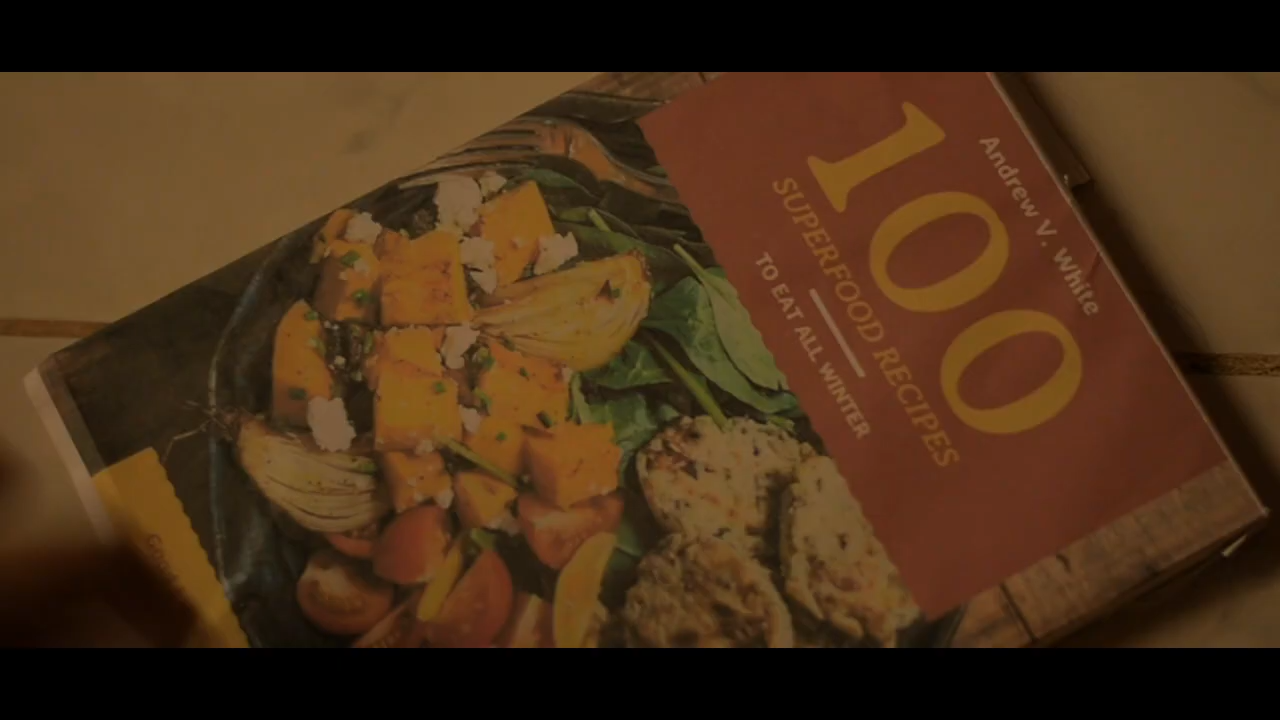 Andrew V. White
100
SUPERFOOD RECIPES
TO EAT ALL WINTER